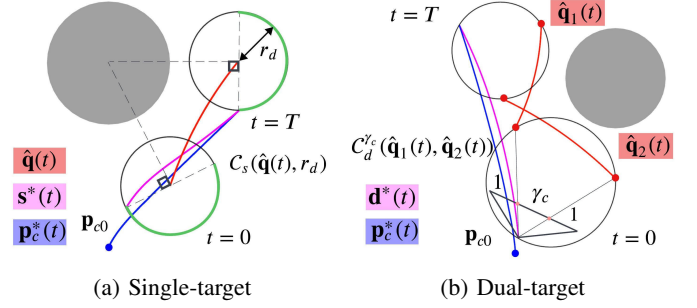 r_d
t = T
C_s(q̂(t), r_d)
q̂(t)
s*(t)
p_c*(t)
p_c0
t = 0
(a) Single-target
t = T
q̂_1(t)
C_d^{γ_c}(q̂_1(t), q̂_2(t))
q̂_2(t)
1
γ_c
1
d*(t)
p_c*(t)
p_c0
t = 0
(b) Dual-target